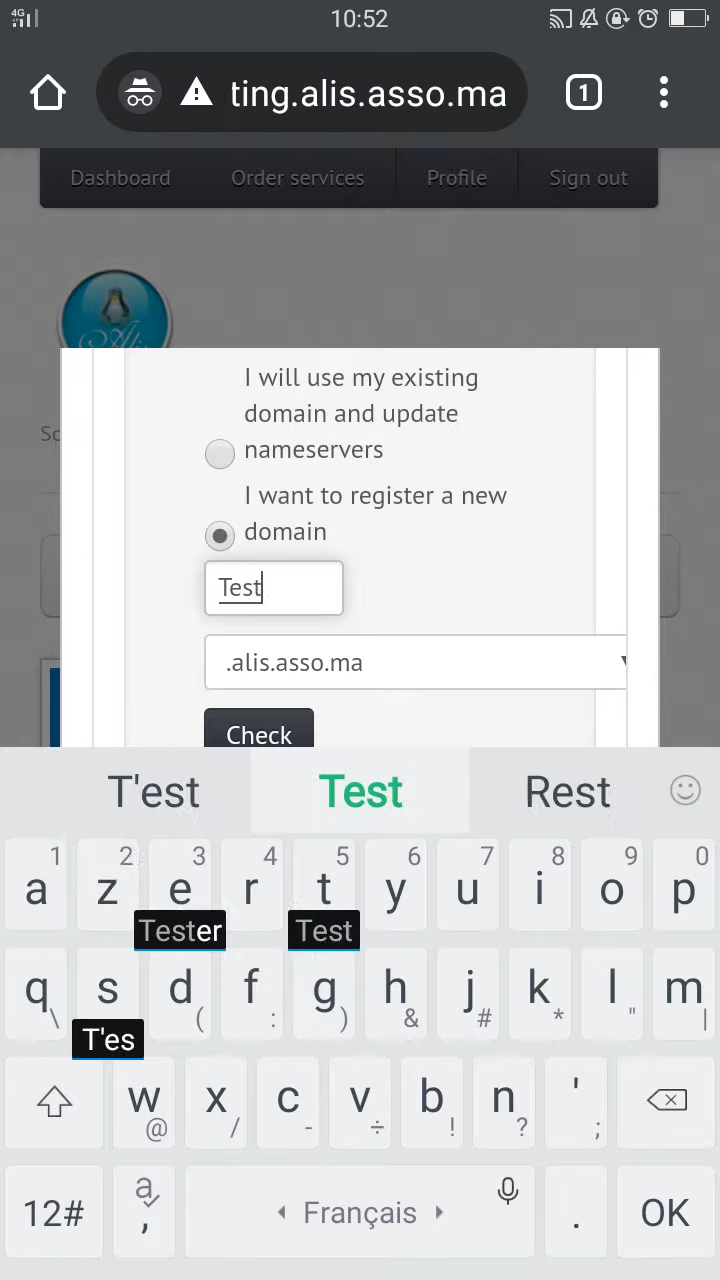 4G 10:52
ting.alis.asso.ma 1
Dashboard Order services Profile Sign out
Alis
I will use my existing
domain and update
nameservers
I want to register a new
domain
Test
.alis.asso.ma
Check
T'est Test Rest
1 2 3 4 5 6 7 8 9 0
a z e r t y u i o p
Tester Test
q s d f g h j k l m
\ ( : ) & # * " |
T'es
w x c v b n '
@ / - ÷ ! ? ;
12# a , Français . OK